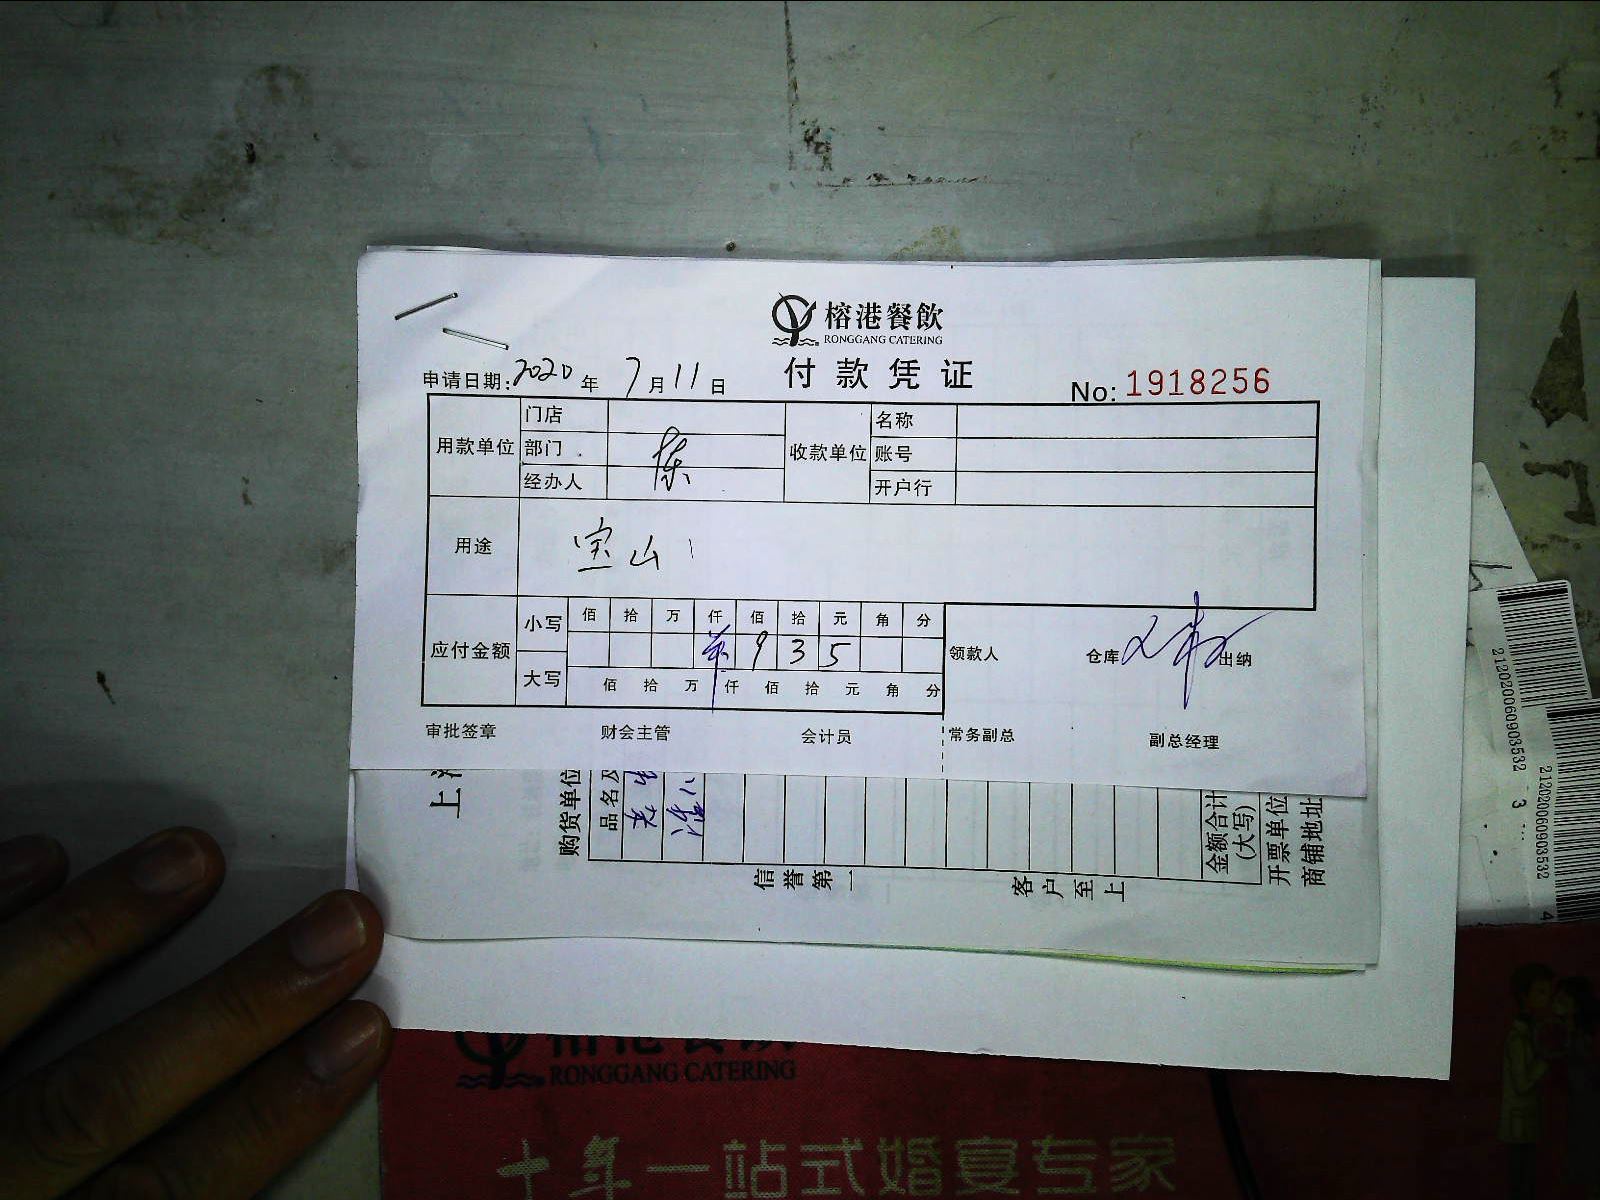 榕港餐飲
RONGGANG CATERING
付款凭证
申请日期: 2020 年 7 月 11 日
No: 1918256
用款单位 门店 收款单位 名称
部门 陈 账号
经办人 开户行
用途 宝山
应付金额 小写 佰 拾 万 仟 佰 拾 元 角 分
9 3 5
大写 佰 拾 万 仟 佰 拾 元 角 分
领款人 仓库 出纳
审批签章 财会主管 会计员 常务副总 副总经理
上
购货单位
品名及
信誉第一
客户至上
金额合计
(大写)
开票单位
商铺地址
212020060903532 3
212020060903532 4
RONGGANG CATERING
十年一站式婚宴专家